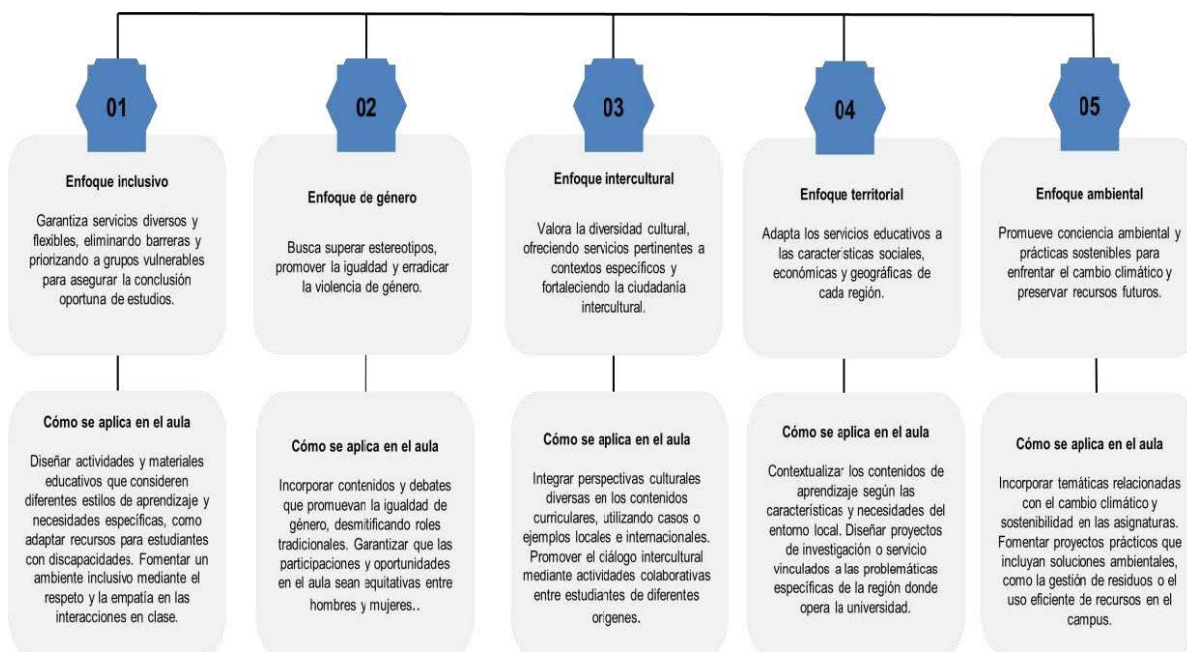 01
Enfoque inclusivo
Garantiza servicios diversos y
flexibles, eliminando barreras y
priorizando a grupos vulnerables
para asegurar la conclusión
oportuna de estudios.
Cómo se aplica en el aula
Diseñar actividades y materiales
educativos que consideren
diferentes estilos de aprendizaje y
necesidades específicas, como
adaptar recursos para estudiantes
con discapacidades. Fomentar un
ambiente inclusivo mediante el
respeto y la empatía en las
interacciones en clase.
02
Enfoque de género
Busca superar estereotipos,
promover la igualdad y erradicar
la violencia de género.
Cómo se aplica en el aula
Incorporar contenidos y debates
que promuevan la igualdad de
género, desmitificando roles
tradicionales. Garantizar que las
participaciones y oportunidades
en el aula sean equitativas entre
hombres y mujeres..
03
Enfoque intercultural
Valora la diversidad cultural,
ofreciendo servicios pertinentes a
contextos específicos y
fortaleciendo la ciudadanía
intercultural.
Cómo se aplica en el aula
Integrar perspectivas culturales
diversas en los contenidos
curriculares, utilizando casos o
ejemplos locales e internacionales.
Promover el ciálogo intercultural
mediante actividades colaborativas
entre estudiantes de diferentes
origenes.
04
Enfoque territorial
Adapta los servicios educativos a
las características sociales,
económicas y geográficas de
cada región.
Cómo se aplica en el aula
Contextualizar los contenidos de
aprendizaje según las
características y necesidades del
entorno local. Diseñar proyectos
de investigación o servicio
vinculados a las problemáticas
específicas de la región donde
opera la universidad.
05
Enfoque ambiental
Promueve conciencia ambiental y
prácticas sostenibles para
enfrentar el cambio climático y
preservar recursos futuros.
Cómo se aplica en el aula
Incorporar temáticas relacionadas
con el cambio climático y
sostenibilidad en las asignaturas.
Fomentar proyectos prácticos que
incluyan soluciones ambientales,
como la gestión de residuos o el
uso eficiente de recursos en el
campus.